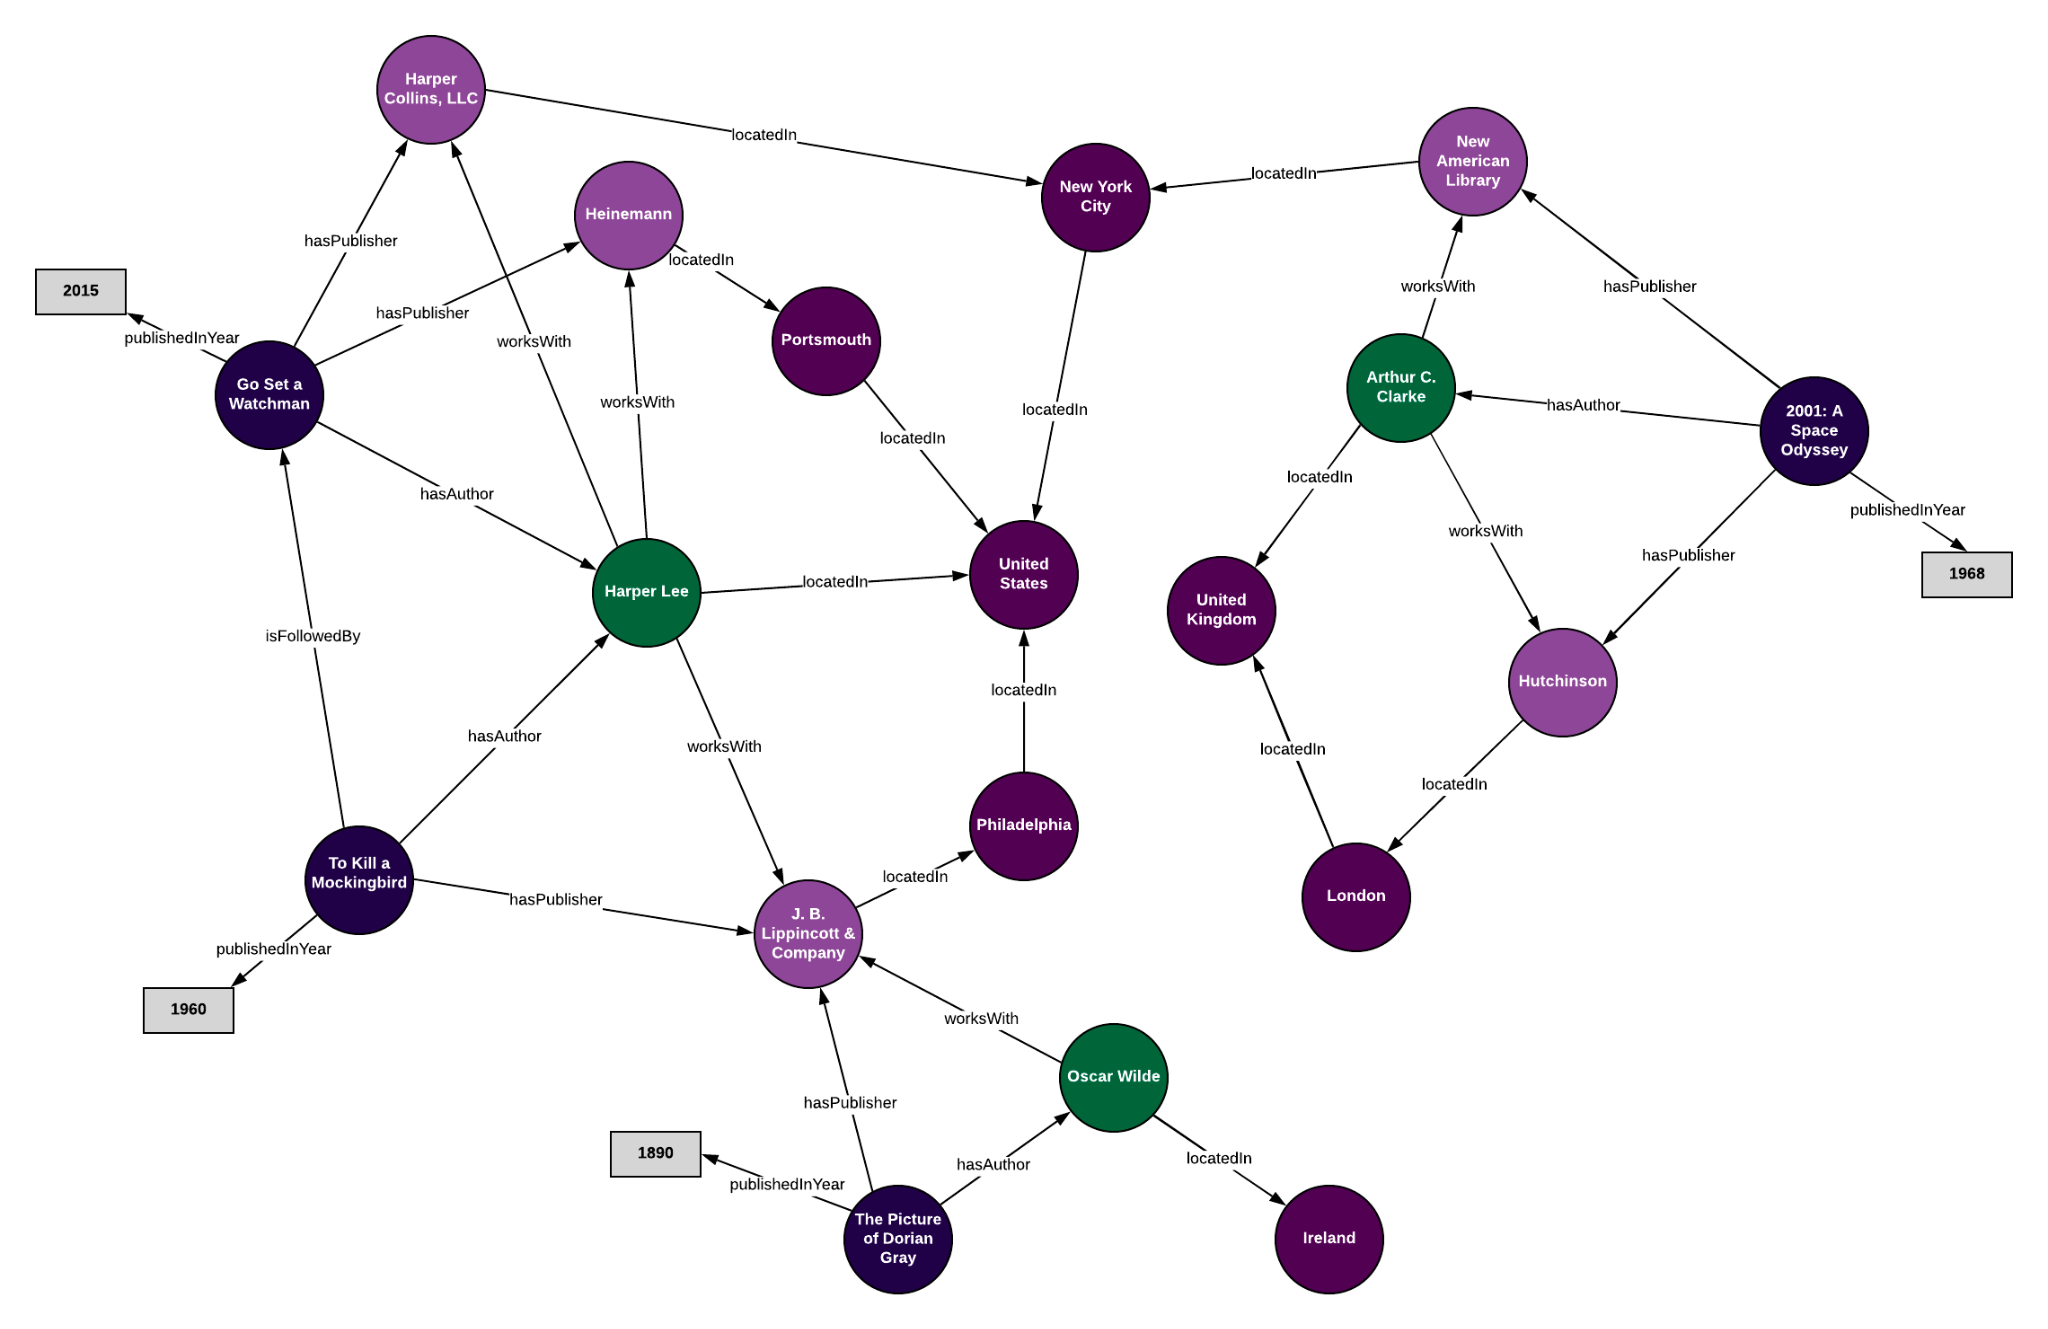 Harper
Collins, LLC
locatedIn
New
American
Library
locatedIn
New York
City
Heinemann
hasPublisher
locatedIn
2015
hasPublisher
worksWith
hasPublisher
publishedInYear
Portsmouth
worksWith
Go Set a
Watchman
worksWith
Arthur C.
Clarke
hasAuthor
2001: A
Space
Odyssey
locatedIn
locatedIn
hasAuthor
locatedIn
publishedInYear
worksWith
hasPublisher
1968
United
States
locatedIn
Harper Lee
United
Kingdom
isFollowedBy
locatedIn
Hutchinson
hasAuthor
worksWith
locatedIn
locatedIn
Philadelphia
To Kill a
Mockingbird
locatedIn
London
hasPublisher
J. B.
Lippincott &
Company
publishedInYear
1960
worksWith
Oscar Wilde
hasPublisher
1890
hasAuthor
locatedIn
publishedInYear
The Picture
of Dorian
Gray
Ireland